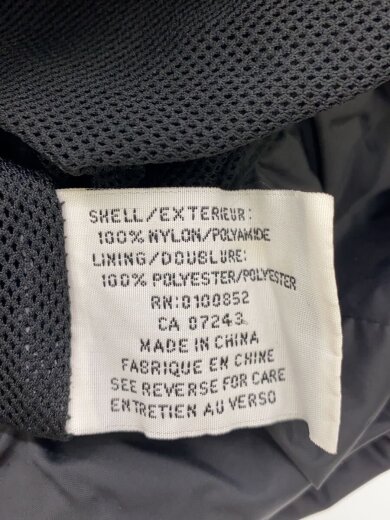 SHELL/EXTERIEUR:
100% NYLON/POLYAMIDE
LINING/DOUBLURE:
100% POLYESTER/POLYESTER
RN:0100852
CA 07243
MADE IN CHINA
FABRIQUE EN CHINE
SEE REVERSE FOR CARE
ENTRETIEN AU VERSO